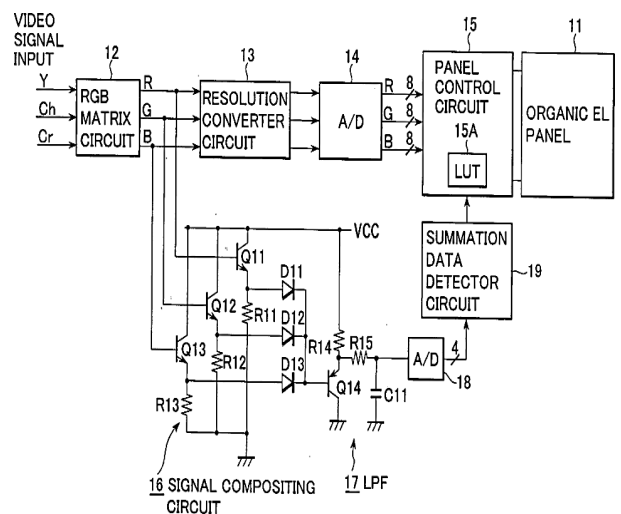 VIDEO
SIGNAL
INPUT
Y
Ch
Cr
12
RGB
MATRIX
CIRCUIT
R
G
B
13
RESOLUTION
CONVERTER
CIRCUIT
14
A/D
R 8
G 8
B 8
15
PANEL
CONTROL
CIRCUIT
15A
LUT
11
ORGANIC EL
PANEL
VCC
Q11
D11
SUMMATION
DATA
DETECTOR
CIRCUIT
19
Q12
R11
D12
R14
R15
Q13
R12
D13
A/D
4
18
R13
Q14
C11
16 SIGNAL COMPOSITING
CIRCUIT
17 LPF